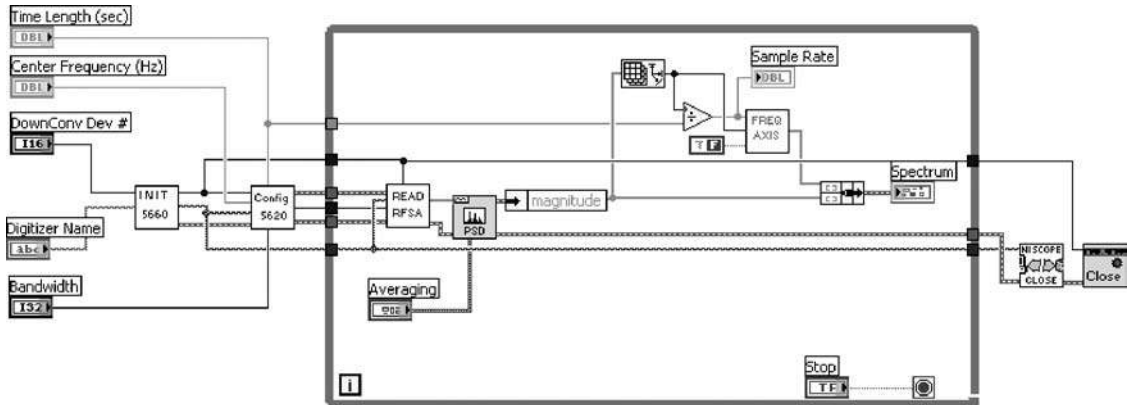 Time Length (sec)
DBL
Center Frequency (Hz)
DBL
DownConv Dev #
I16
INIT
5660
Config
5620
Digitizer Name
abc
Bandwidth
I32
READ
RFSA
PSD
magnitude
Averaging
Sample Rate
DBL
÷
FREQ
AXIS
F
Spectrum
i
Stop
TF
NISCOPE
CLOSE
Close